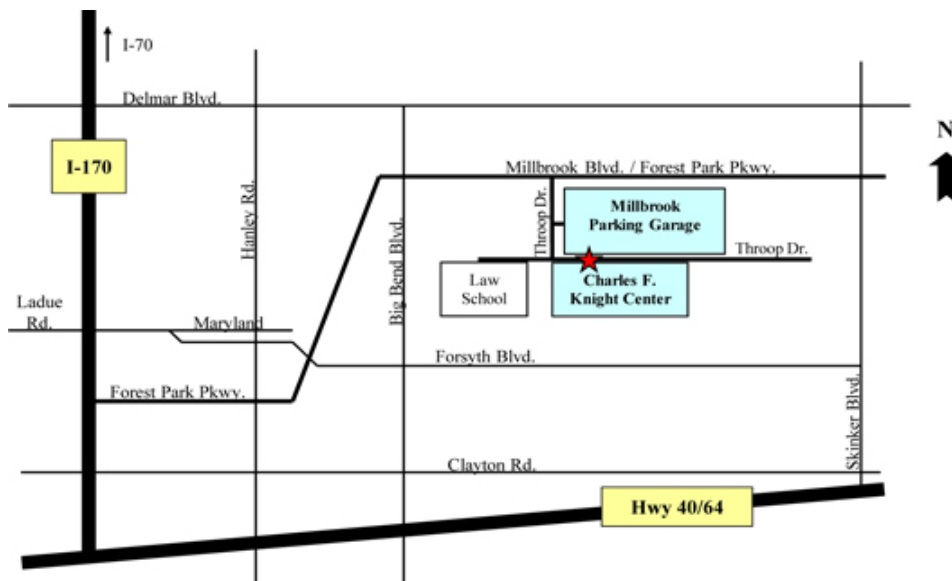 I-70
Delmar Blvd.
N
I-170
Millbrook Blvd. / Forest Park Pkwy.
Hanley Rd.
Throop Dr.
Millbrook
Parking Garage
Big Bend Blvd.
Throop Dr.
Law
School
Charles F.
Knight Center
Ladue
Rd.
Maryland
Forsyth Blvd.
Forest Park Pkwy.
Skinker Blvd.
Clayton Rd.
Hwy 40/64